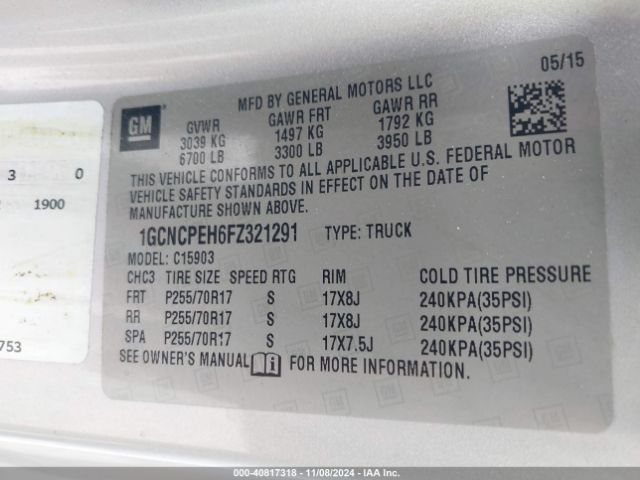 05/15
MFD BY GENERAL MOTORS LLC
GM
GVWR GAWR FRT GAWR RR
3039 KG 1497 KG 1792 KG
6700 LB 3300 LB 3950 LB
THIS VEHICLE CONFORMS TO ALL APPLICABLE U.S. FEDERAL MOTOR
VEHICLE SAFETY STANDARDS IN EFFECT ON THE DATE OF
MANUFACTURE SHOWN ABOVE.
1GCNCPEH6FZ321291 TYPE: TRUCK
MODEL: C15903
CHC3 TIRE SIZE SPEED RTG RIM COLD TIRE PRESSURE
FRT P255/70R17 S 17X8J 240KPA(35PSI)
RR P255/70R17 S 17X8J 240KPA(35PSI)
SPA P255/70R17 S 17X7.5J 240KPA(35PSI)
SEE OWNER'S MANUAL FOR MORE INFORMATION.
3 0
1900
753
000-40817318 - 11/08/2024 - IAA Inc.